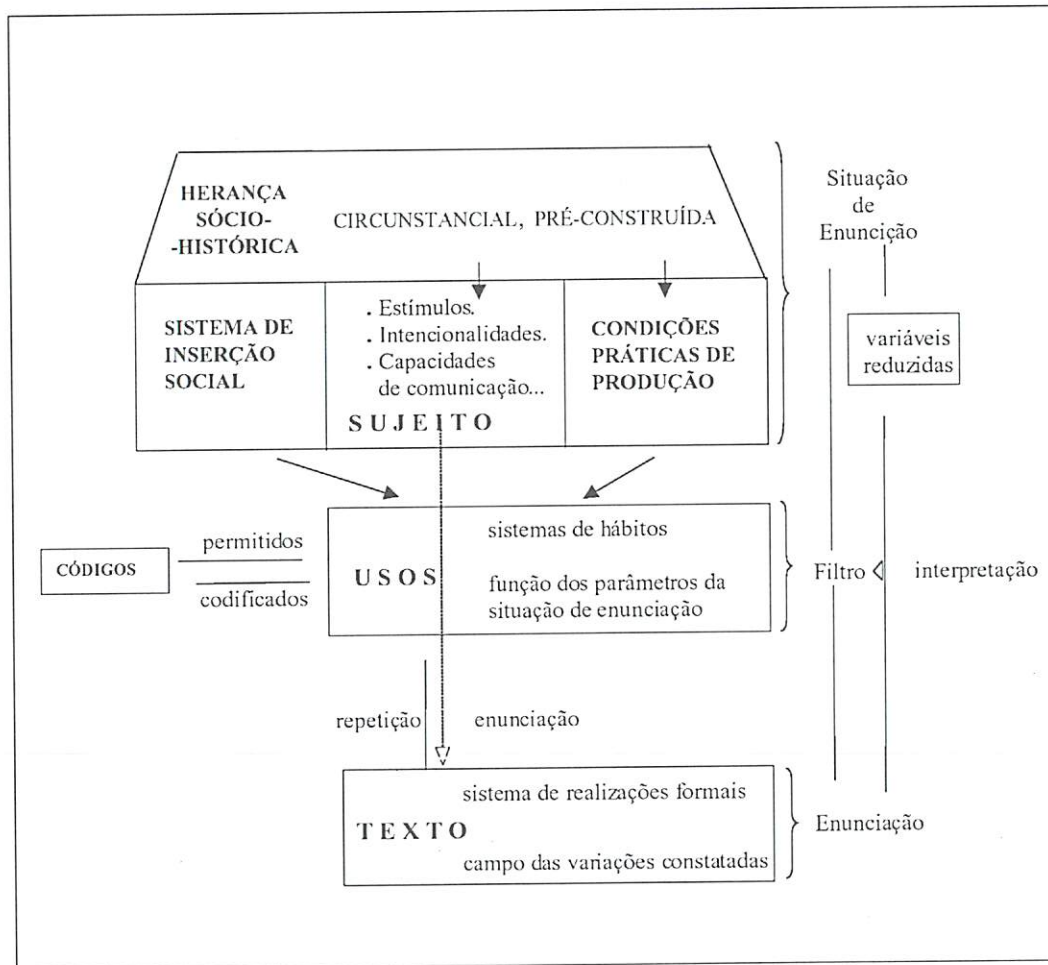 HERANÇA
SÓCIO-
-HISTÓRICA
CIRCUNSTANCIAL, PRÉ-CONSTRUÍDA
Situação
de
Enuncição
SISTEMA DE
INSERÇÃO
SOCIAL
. Estímulos.
. Intencionalidades.
. Capacidades
de comunicação...
SUJEITO
CONDIÇÕES
PRÁTICAS DE
PRODUÇÃO
variáveis
reduzidas
CÓDIGOS
permitidos
codificados
USOS
sistemas de hábitos
função dos parâmetros da
situação de enunciação
Filtro
interpretação
repetição
enunciação
TEXTO
sistema de realizações formais
campo das variações constatadas
Enunciação